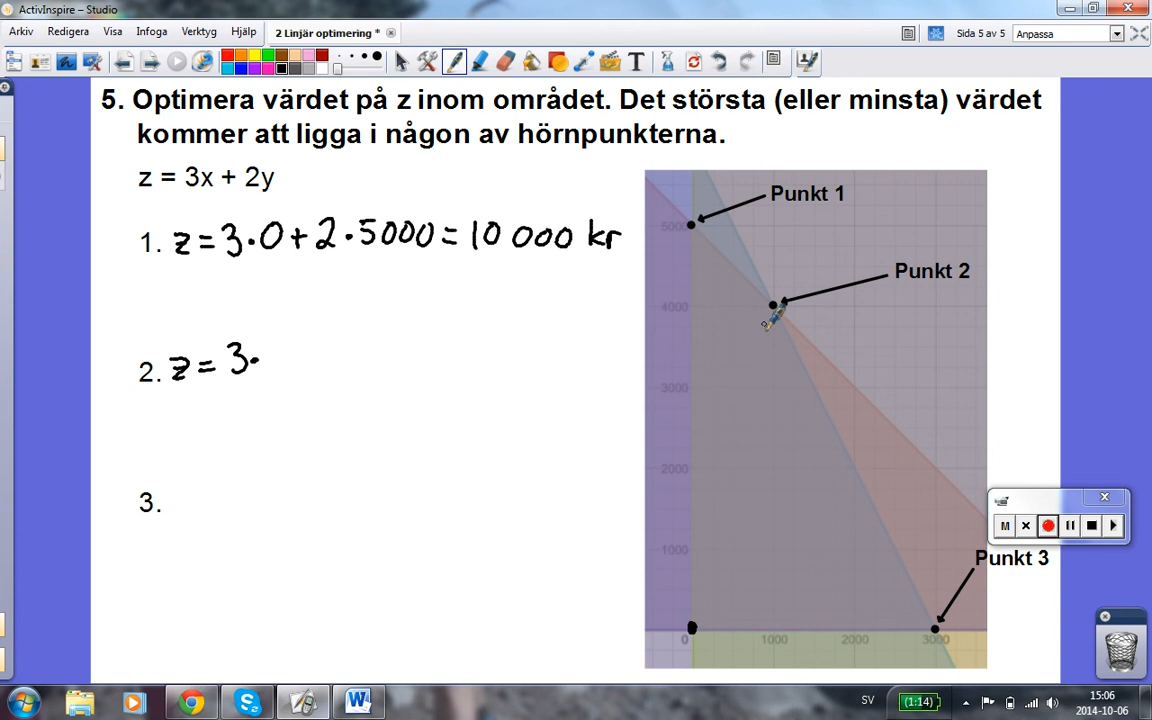 ActivInspire – Studio
Arkiv Redigera Visa Infoga Verktyg Hjälp 2 Linjär optimering * Sida 5 av 5 Anpassa
5. Optimera värdet på z inom området. Det största (eller minsta) värdet
kommer att ligga i någon av hörnpunkterna.
z = 3x + 2y
1. z = 3·0 + 2·5000 = 10 000 kr
2. z = 3·
3.
Punkt 1
5000
Punkt 2
4000
3000
2000
1000
Punkt 3
0 1000 2000 3000
M
SV (1:14) 15:06
2014-10-06